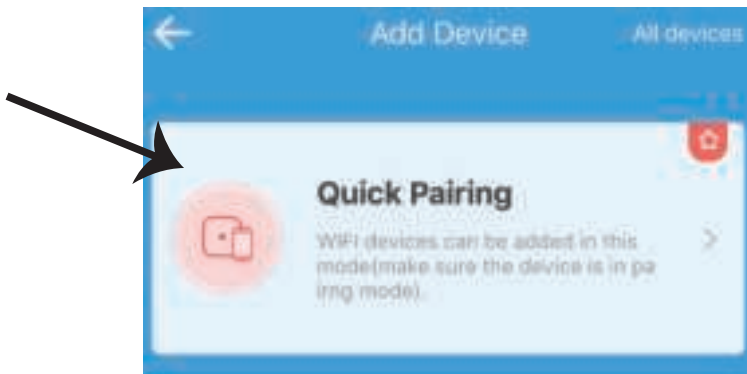 Add Device
All devices
Quick Pairing
WIFI devices can be added in this
mode(make sure the device is in pa
irng mode).